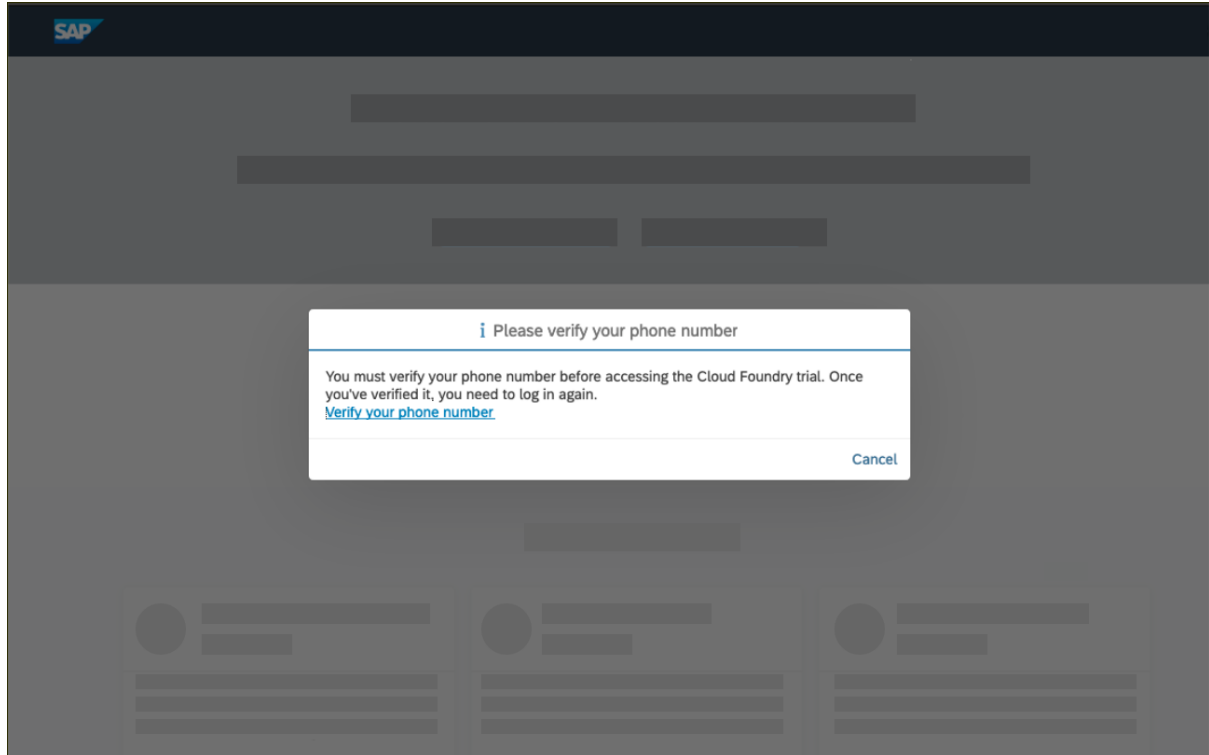 SAP
i Please verify your phone number
You must verify your phone number before accessing the Cloud Foundry trial. Once
you've verified it, you need to log in again.
Verify your phone number
Cancel